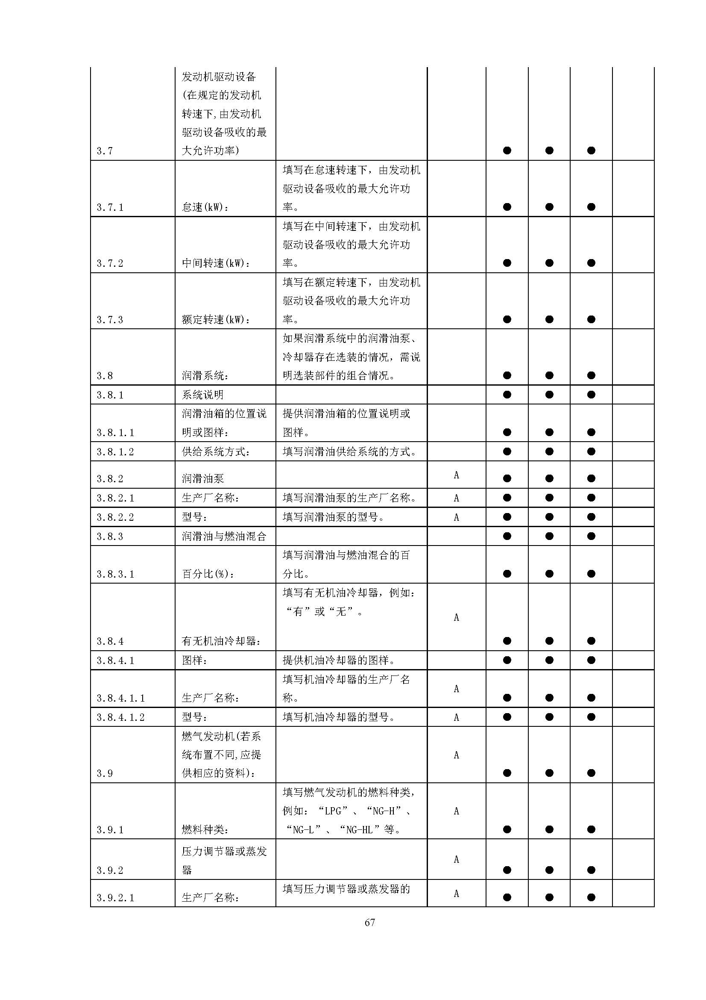 发动机驱动设备
(在规定的发动机
转速下,由发动机
驱动设备吸收的最
3.7 大允许功率) ● ● ●
填写在怠速转速下，由发动机
驱动设备吸收的最大允许功
3.7.1 怠速(kW)： 率。 ● ● ●
填写在中间转速下，由发动机
驱动设备吸收的最大允许功
3.7.2 中间转速(kW)： 率。 ● ● ●
填写在额定转速下，由发动机
驱动设备吸收的最大允许功
3.7.3 额定转速(kW)： 率。 ● ● ●
如果润滑系统中的润滑油泵、
冷却器存在选装的情况，需说
3.8 润滑系统： 明选装部件的组合情况。 ● ● ●
3.8.1 系统说明 ● ● ●
润滑油箱的位置说 提供润滑油箱的位置说明或
3.8.1.1 明或图样： 图样。 ● ● ●
3.8.1.2 供给系统方式： 填写润滑油供给系统的方式。 ● ● ●
3.8.2 润滑油泵 A ● ● ●
3.8.2.1 生产厂名称： 填写润滑油泵的生产厂名称。 A ● ● ●
3.8.2.2 型号： 填写润滑油泵的型号。 A ● ● ●
3.8.3 润滑油与燃油混合 ● ● ●
填写润滑油与燃油混合的百
3.8.3.1 百分比(%)： 分比。 ● ● ●
填写有无机油冷却器，例如：
“有”或“无”。
A
3.8.4 有无机油冷却器： ● ● ●
3.8.4.1 图样： 提供机油冷却器的图样。 ● ● ●
填写机油冷却器的生产厂名
A
3.8.4.1.1 生产厂名称： 称。 ● ● ●
3.8.4.1.2 型号： 填写机油冷却器的型号。 A ● ● ●
燃气发动机(若系
统布置不同,应提 A
3.9 供相应的资料)： ● ● ●
填写燃气发动机的燃料种类，
例如：“LPG”、“NG-H”、 A
3.9.1 燃料种类： “NG-L”、“NG-HL”等。 ● ● ●
压力调节器或蒸发
A
3.9.2 器 ● ● ●
填写压力调节器或蒸发器的
3.9.2.1 生产厂名称： A ● ● ●
67